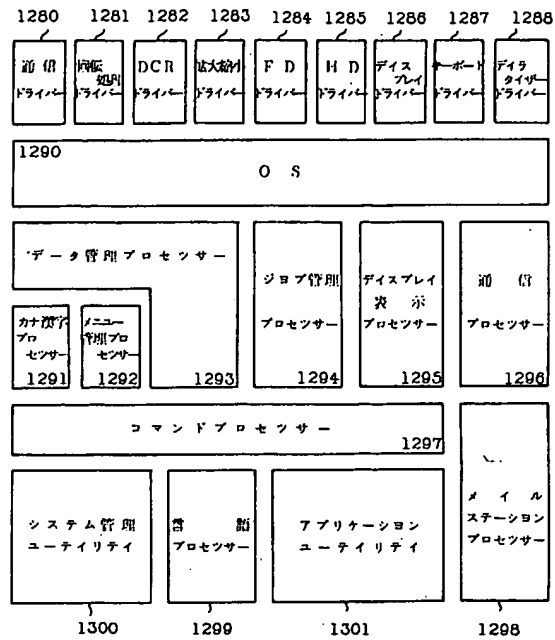 1280 1281 1282 1283 1284 1285 1286 1287 1288
通信
ドライバー
回転
処理
ドライバー
DCR
ドライバー
拡大縮小
ドライバー
FD
ドライバー
HD
ドライバー
デイス
プレイ
ドライバー
キーボード
ドライバー
デイヲ
タイザー
ドライバー
1290
OS
データ管理プロセッサー
1293
カナ漢字
プロ
セッサー
1291
メニュー
管理プロ
セッサー
1292
ジョブ管理
プロセッサー
1294
デイスプレイ
表示
プロセッサー
1295
通信
プロセッサー
1296
コマンドプロセッサー
1297
システム管理
ユーテイリテイ
言語
プロセッサー
アプリケーション
ユーテイリテイ
メイル
ステーション
プロセッサー
1300 1299 1301 1298